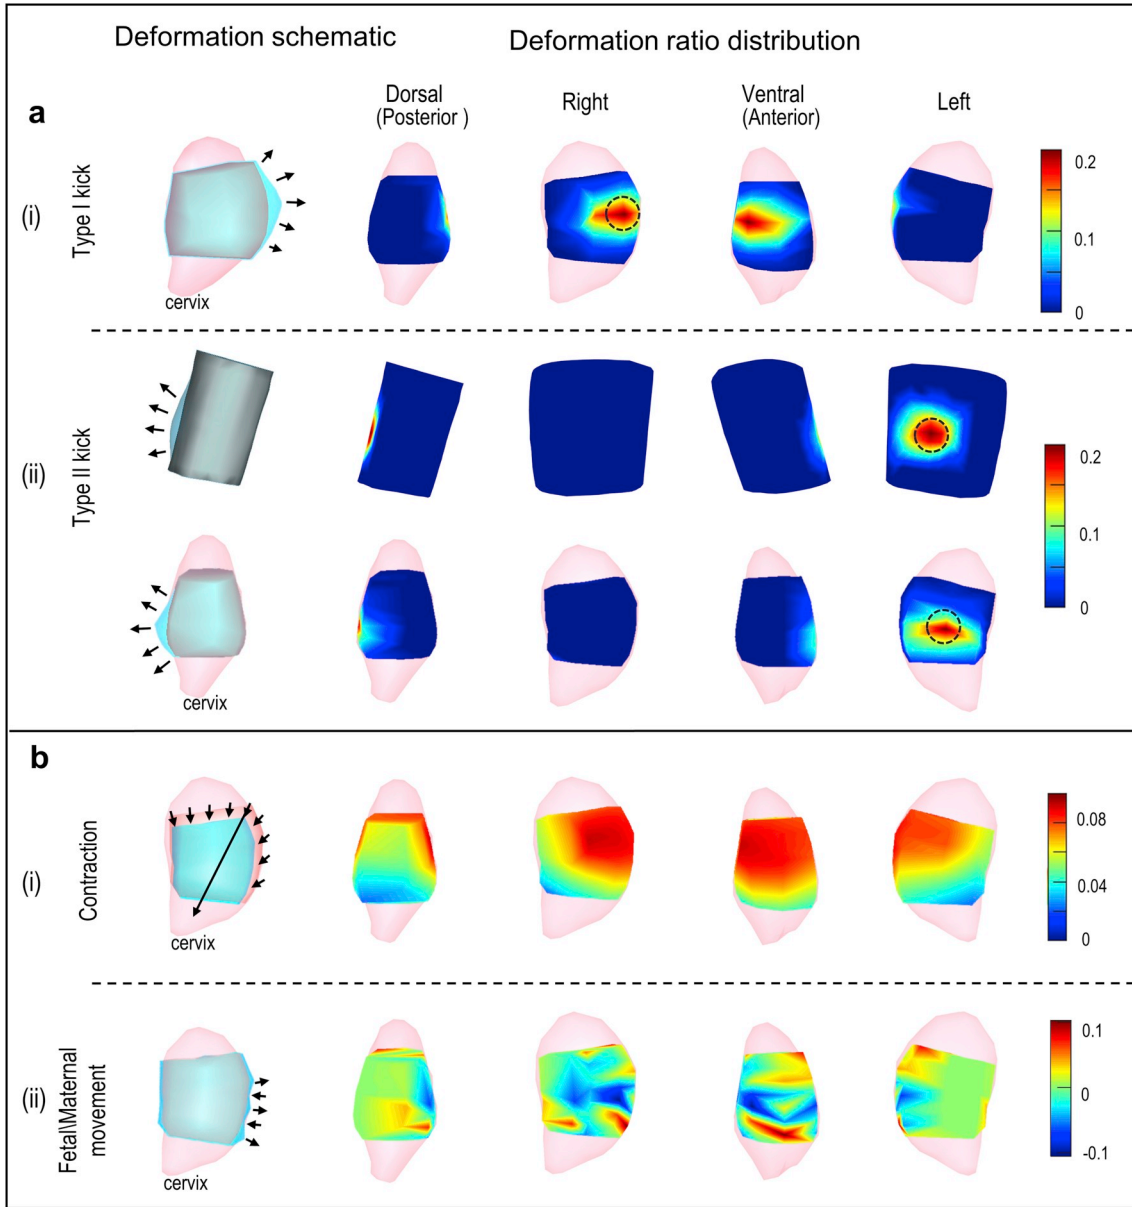 Deformation schematic
Deformation ratio distribution
a
Dorsal
(Posterior )
Right
Ventral
(Anterior)
Left
(i)
Type I kick
cervix
0.2
0.1
0
(ii)
Type II kick
cervix
0.2
0.1
0
b
(i)
Contraction
cervix
0.08
0.04
0
(ii)
Fetal\Maternal
movement
cervix
0.1
0
-0.1